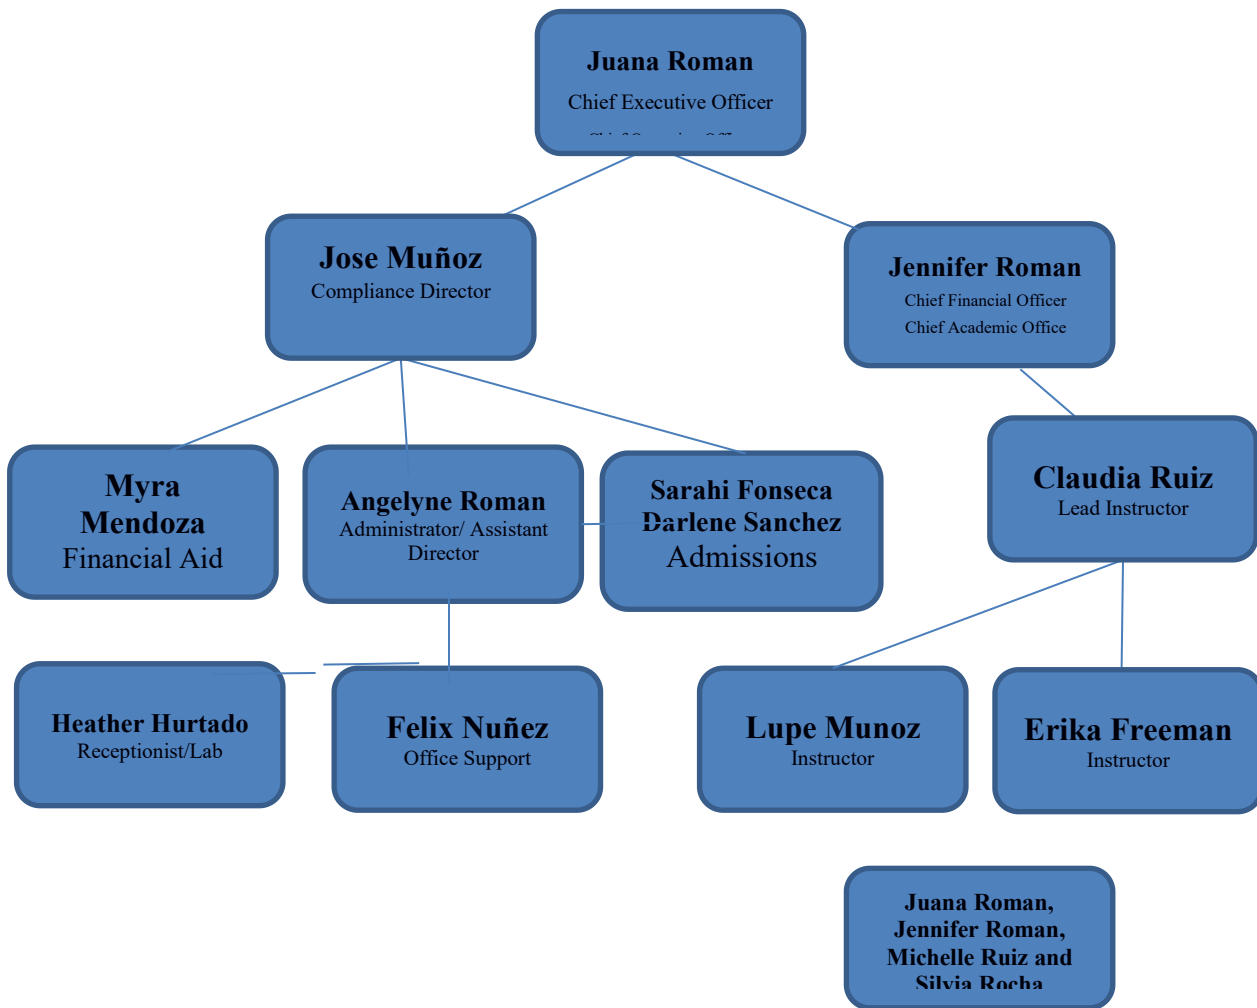 Juana Roman
Chief Executive Officer
Jose Muñoz
Compliance Director
Jennifer Roman
Chief Financial Officer
Chief Academic Office
Myra
Mendoza
Financial Aid
Angelyne Roman
Administrator/ Assistant
Director
Sarahi Fonseca
Darlene Sanchez
Admissions
Claudia Ruiz
Lead Instructor
Heather Hurtado
Receptionist/Lab
Felix Nuñez
Office Support
Lupe Munoz
Instructor
Erika Freeman
Instructor
Juana Roman,
Jennifer Roman,
Michelle Ruiz and
Silvia Rocha